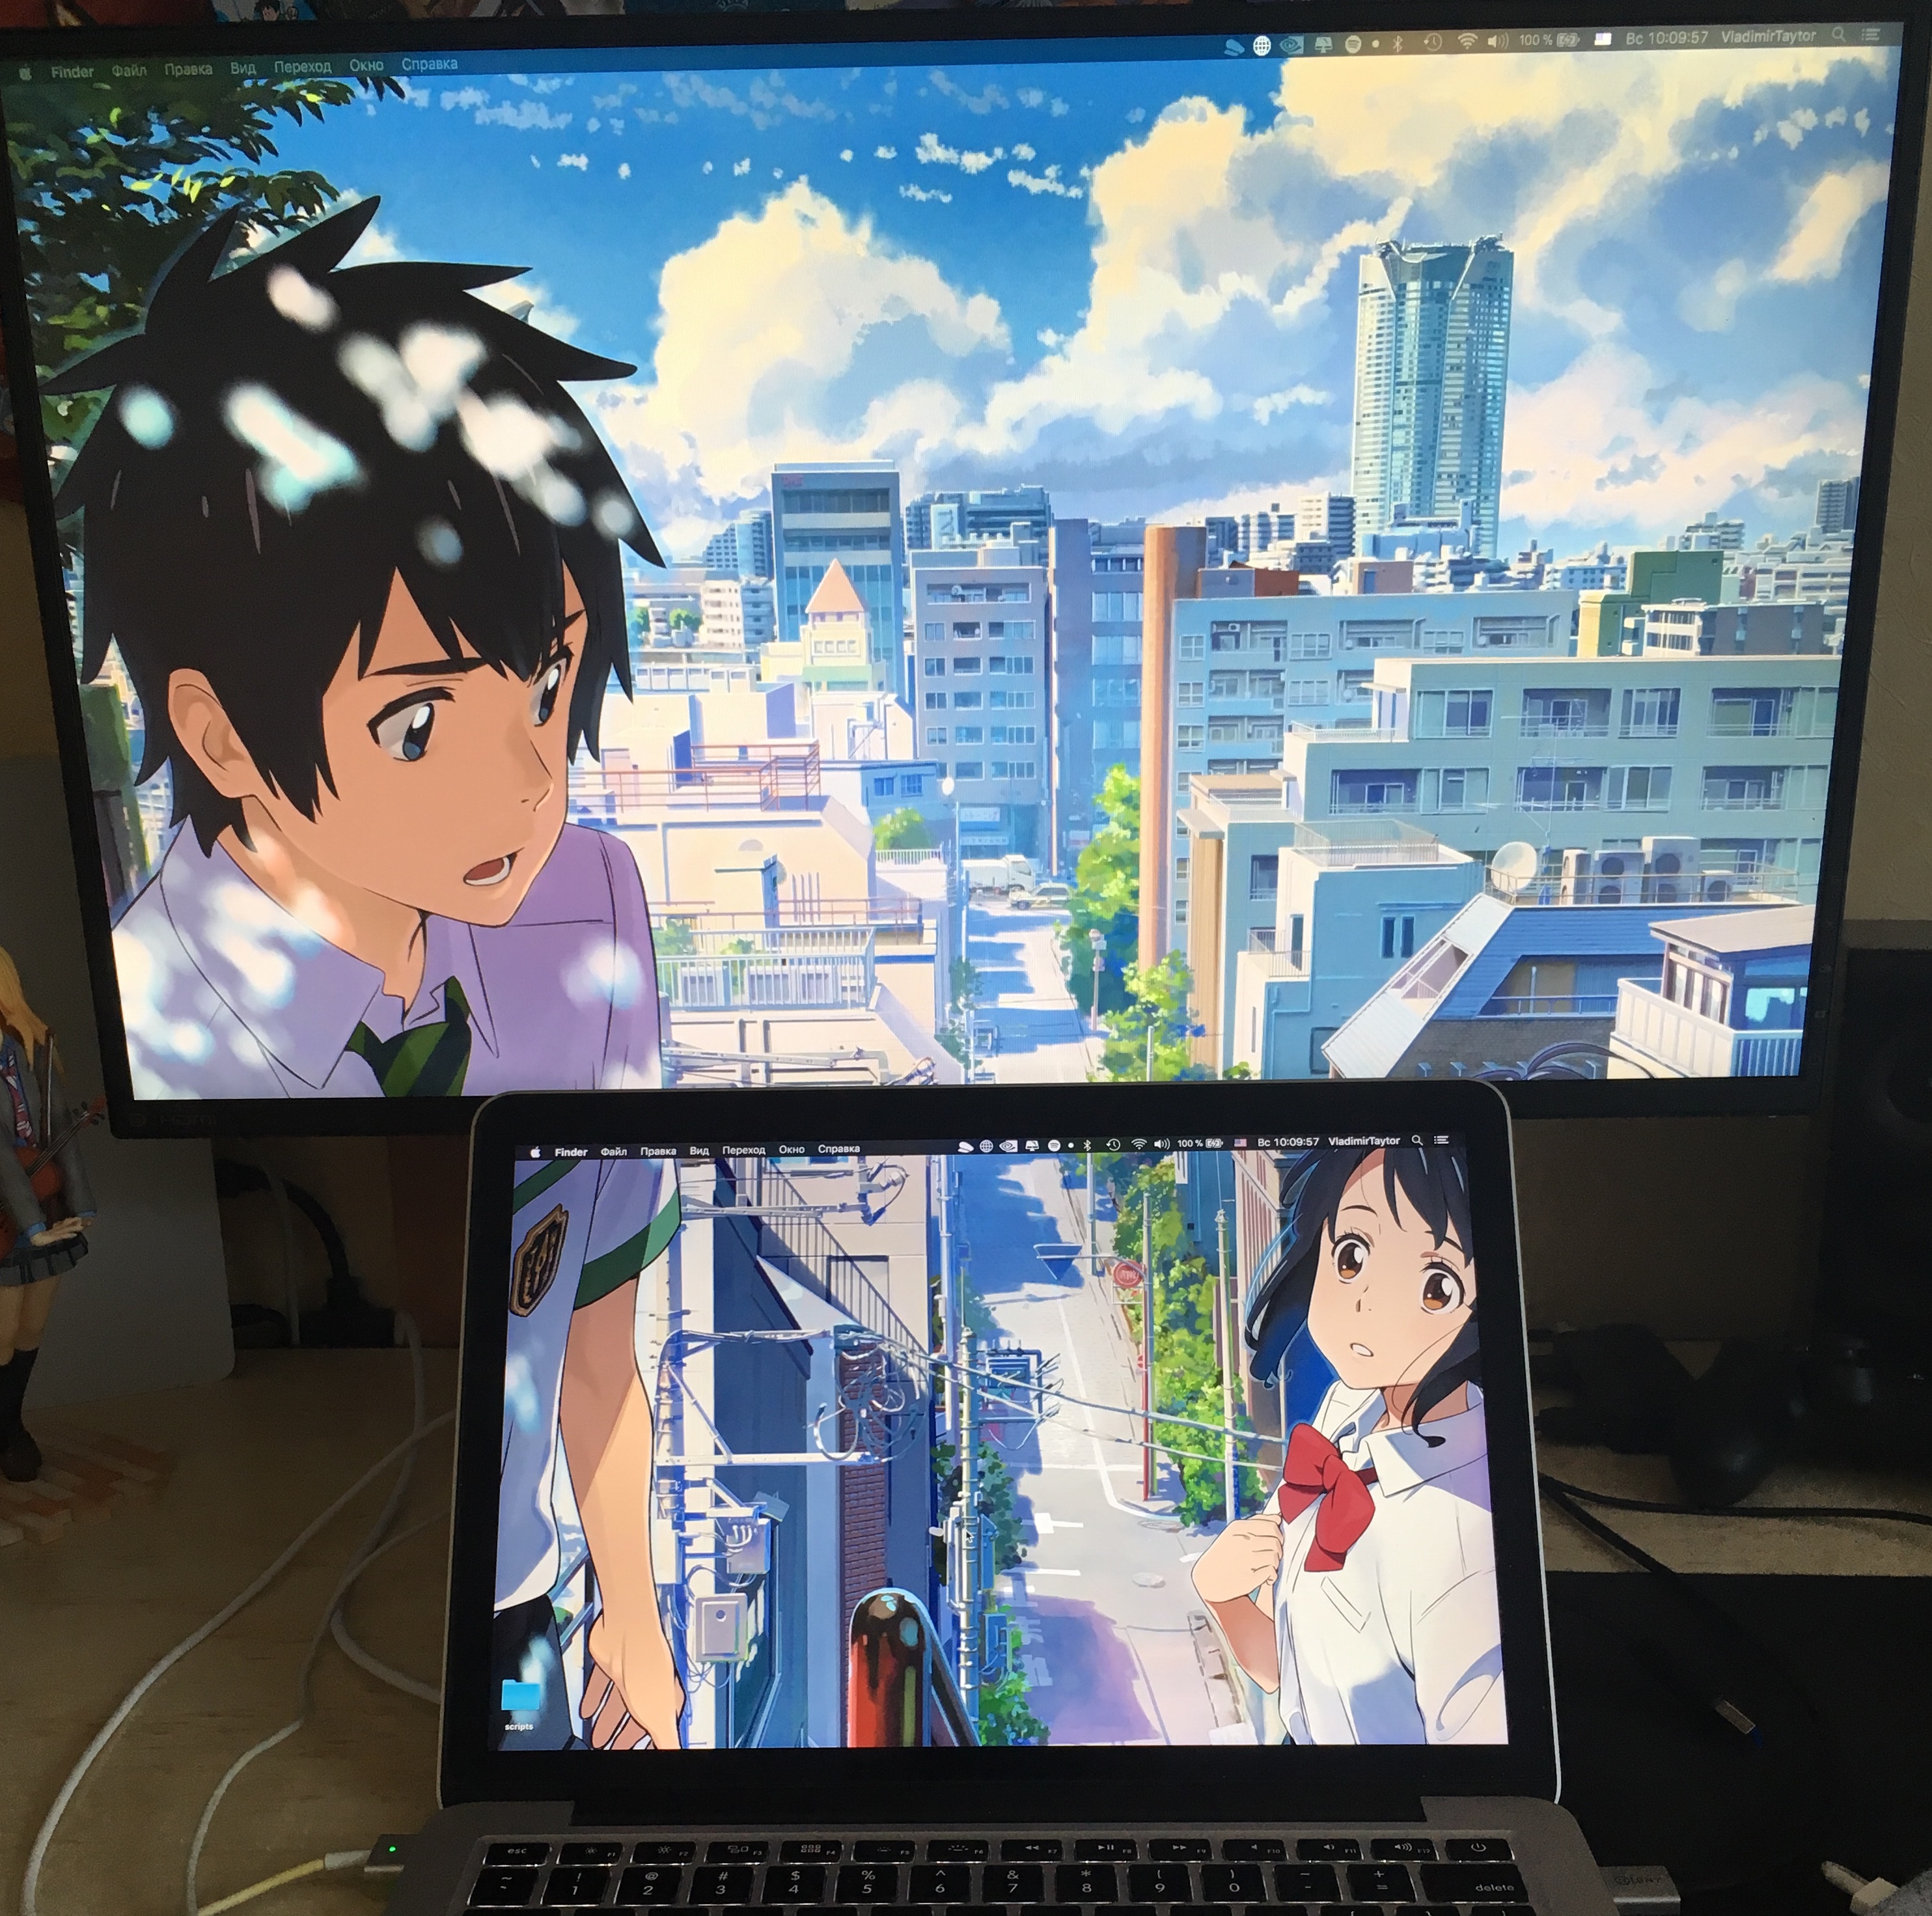 Finder Файл Правка Вид Переход Окно Справка
100 % Вс 10:09:57 VladimirTaytor
Finder Файл Правка Вид Переход Окно Справка
100 % Вс 10:09:57 VladimirTaytor
scripts
esc F1 F2 F3 F4 F5 F6 F7 F8 F9 F10 F11 F12
~ ! @ # $ % ^ & * ( ) — +
` 1 2 3 4 5 6 7 8 9 0 - = delete